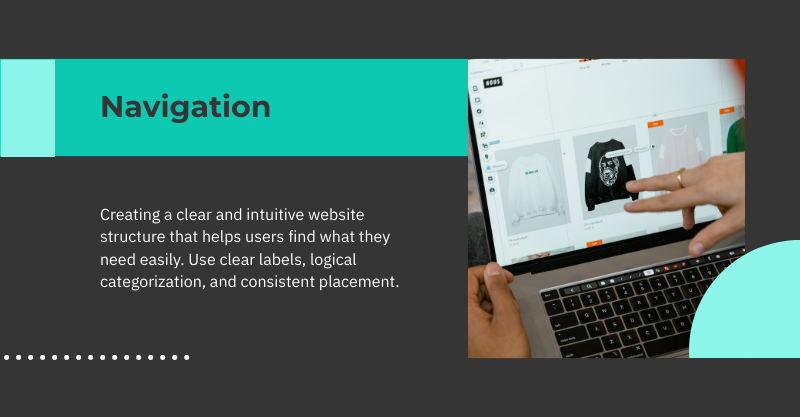 Navigation
Creating a clear and intuitive website
structure that helps users find what they
need easily. Use clear labels, logical
categorization, and consistent placement.
NOUS